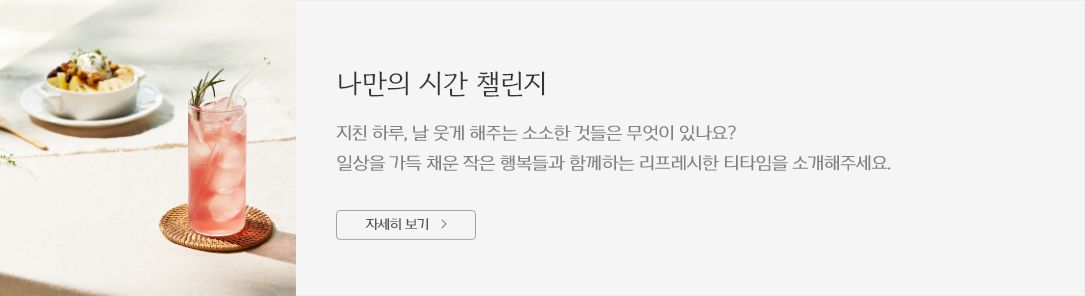 나만의 시간 챌린지
지친 하루, 날 웃게 해주는 소소한 것들은 무엇이 있나요?
일상을 가득 채운 작은 행복들과 함께하는 리프레시한 티타임을 소개해주세요.
자세히 보기 >